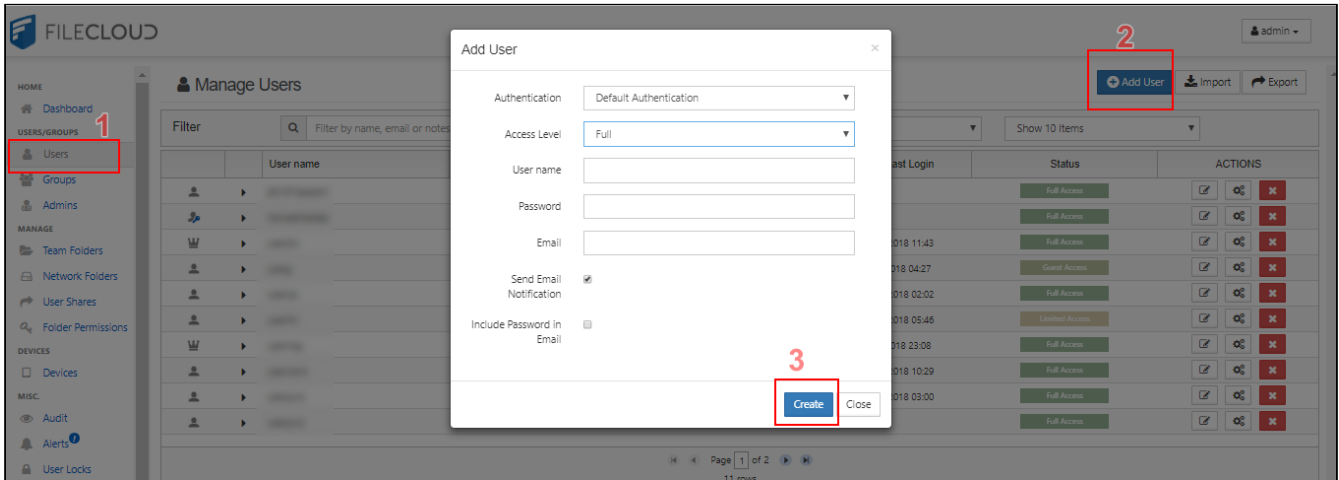 FILECLOUD
admin
HOME
Dashboard
USERS/GROUPS
1
Users
Groups
Admins
MANAGE
Team Folders
Network Folders
User Shares
Folder Permissions
DEVICES
Devices
MISC.
Audit
Alerts
User Locks
Manage Users
2
Add User Import Export
Filter Filter by name, email or notes Show 10 items
User name ast Login Status ACTIONS
Full Access
Full Access
2018 11:43 Full Access
2018 04:27 Guest Access
2018 02:02 Full Access
2018 05:46 Limited Access
2018 23:08 Full Access
2018 10:29 Full Access
2018 03:00 Full Access
Full Access
Page 1 of 2
11 rows
Add User ×
Authentication Default Authentication
Access Level Full
User name
Password
Email
Send Email
Notification
Include Password in
Email
3
Create Close